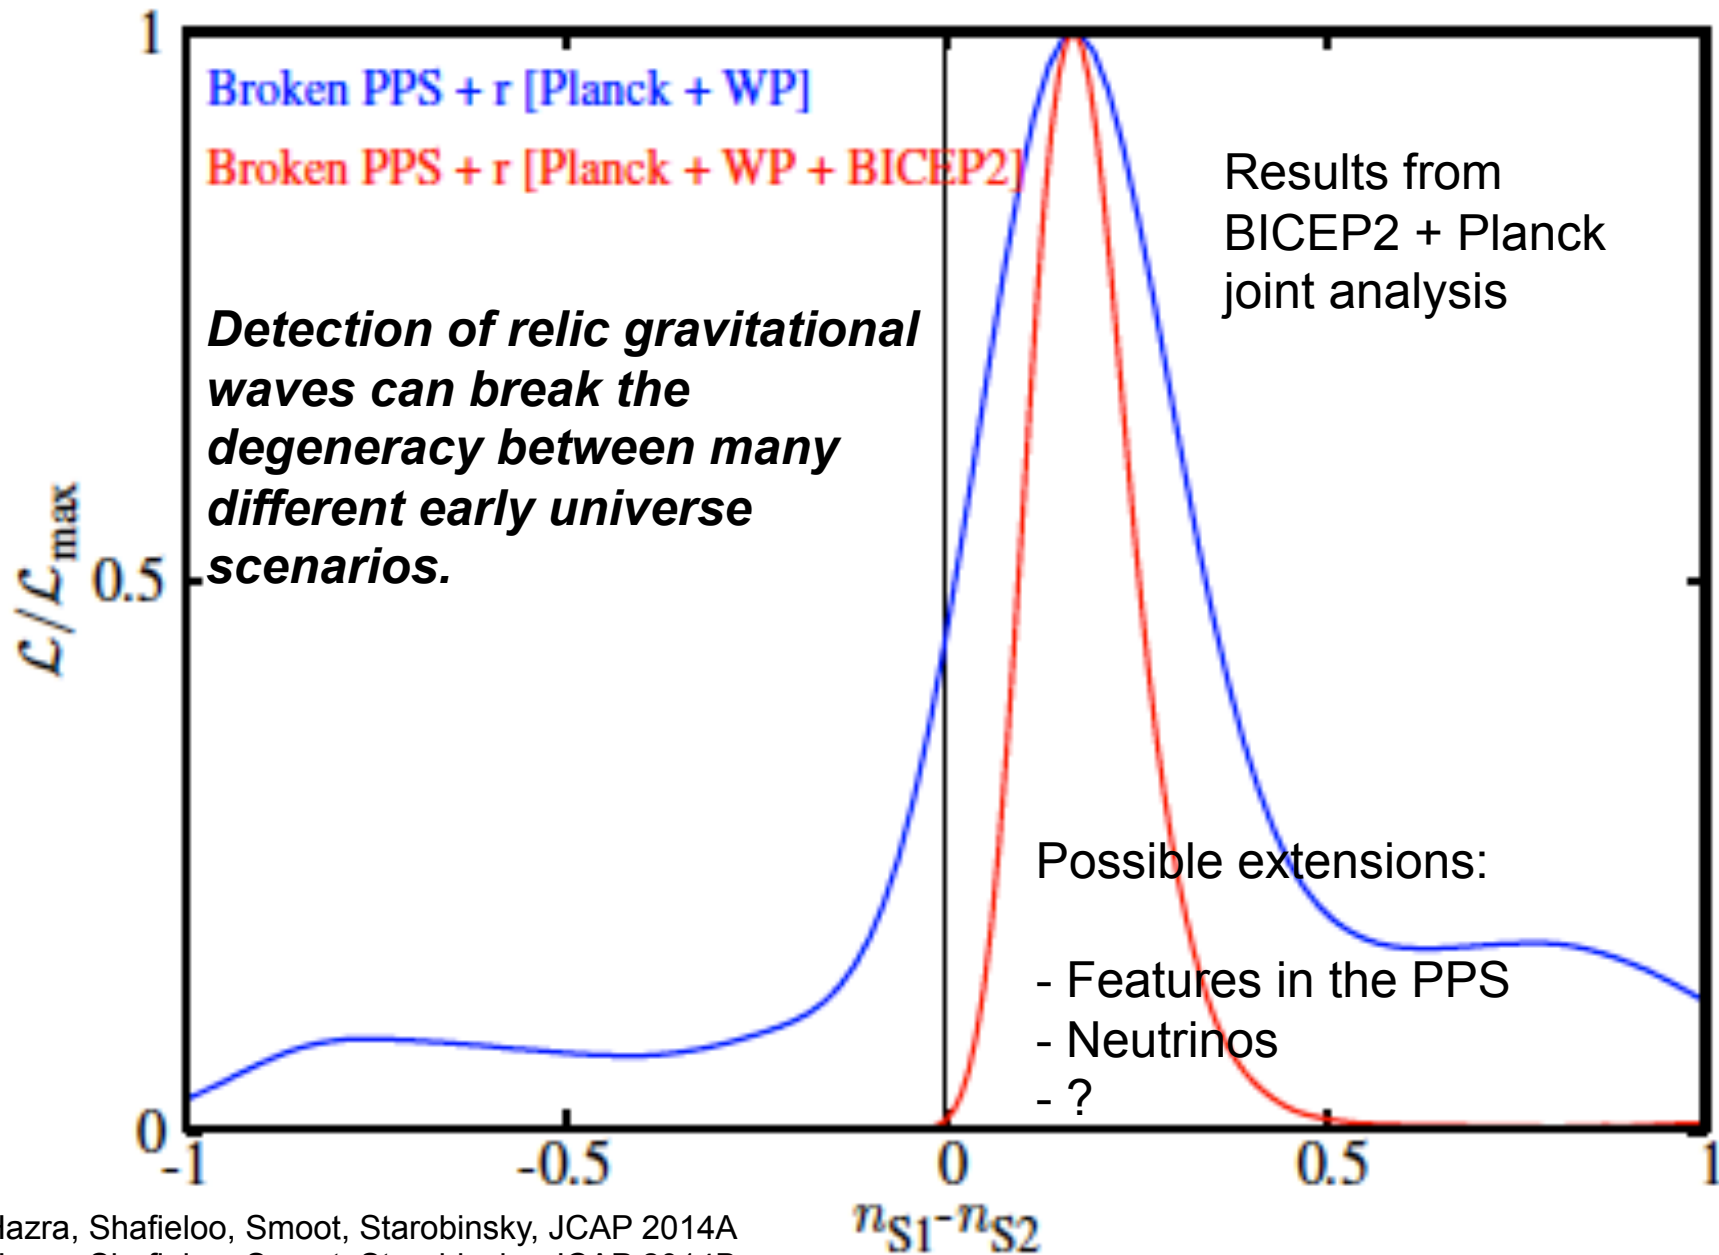 1
Broken PPS + r [Planck + WP]
Broken PPS + r [Planck + WP + BICEP2]
Results from
BICEP2 + Planck
joint analysis
Detection of relic gravitational
waves can break the
degeneracy between many
different early universe
scenarios.
ℒ/ℒmax
0.5
Possible extensions:
- Features in the PPS
- Neutrinos
- ?
0
-1 -0.5 0 0.5 1
nS1-nS2
Hazra, Shafieloo, Smoot, Starobinsky, JCAP 2014A